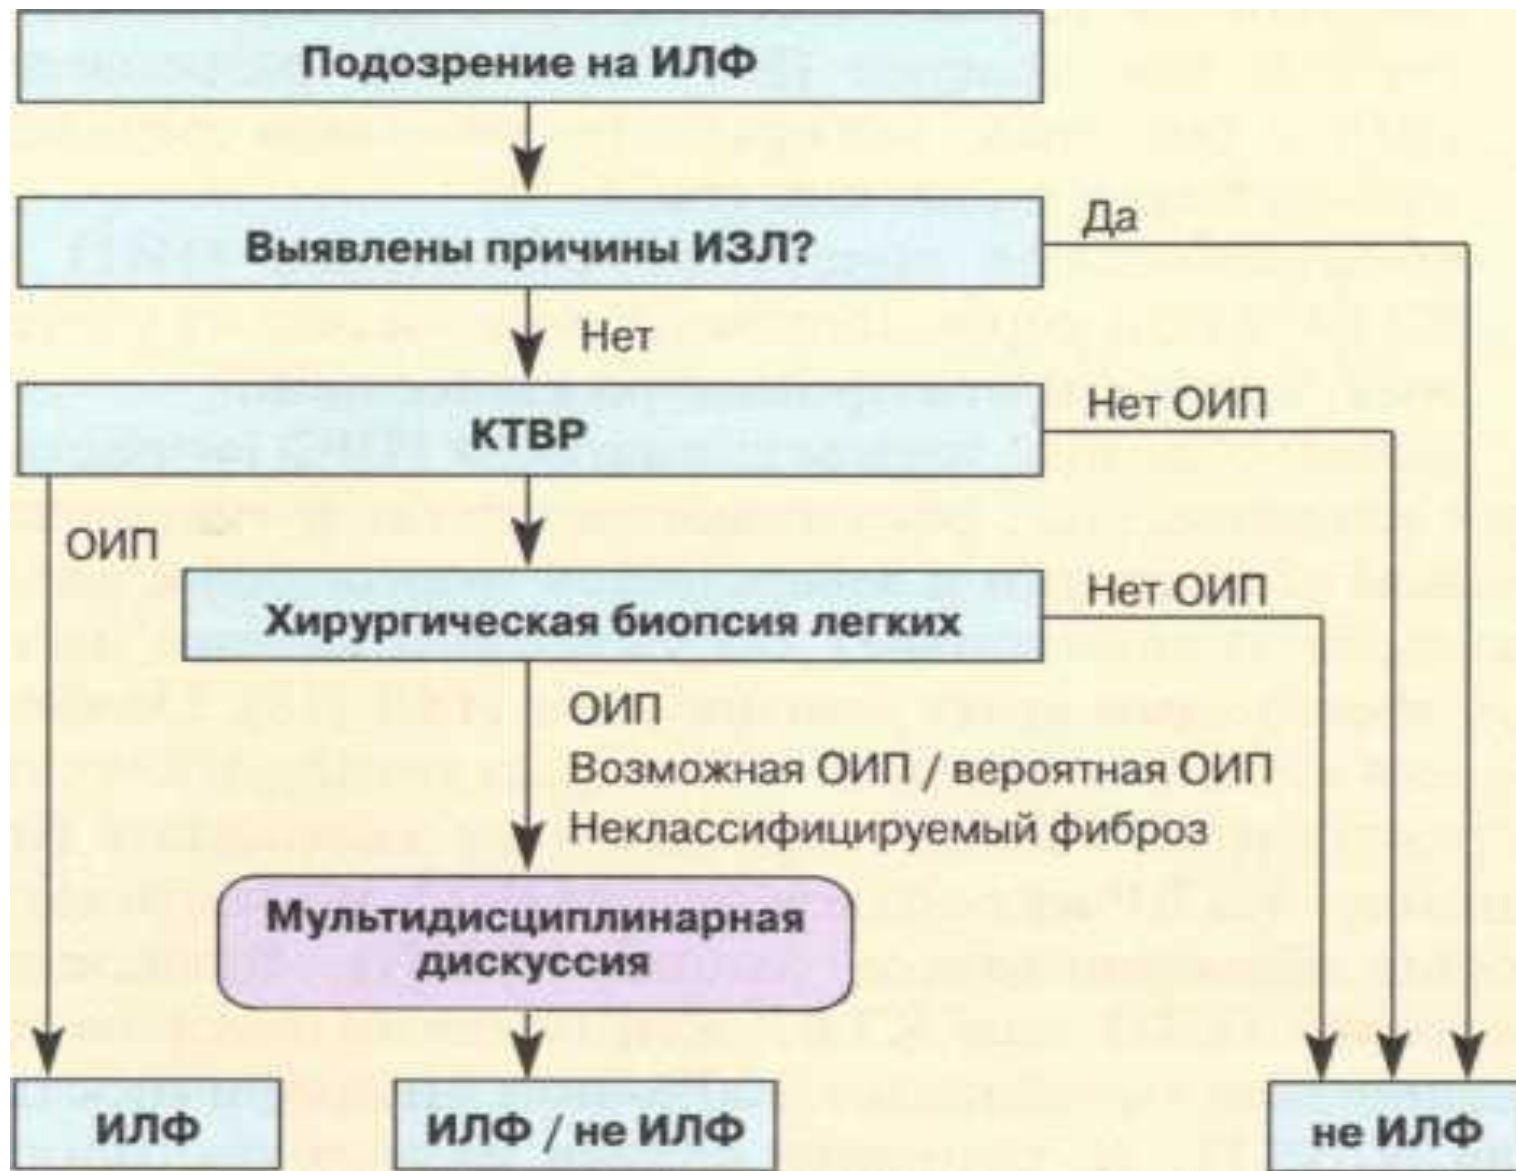 Подозрение на ИЛФ
Выявлены причины ИЗЛ?
Да
Нет
КТВР
Нет ОИП
ОИП
Хирургическая биопсия легких
Нет ОИП
ОИП
Возможная ОИП / вероятная ОИП
Неклассифицируемый фиброз
Мультидисциплинарная
дискуссия
ИЛФ
ИЛФ / не ИЛФ
не ИЛФ